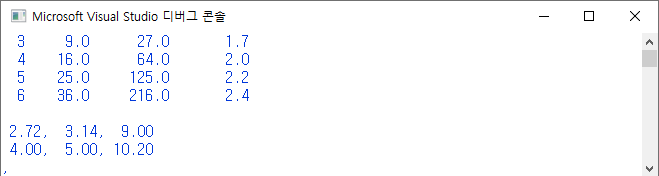 Microsoft Visual Studio 디버그 콘솔
3 9.0 27.0 1.7
4 16.0 64.0 2.0
5 25.0 125.0 2.2
6 36.0 216.0 2.4
2.72, 3.14, 9.00
4.00, 5.00, 10.20
,